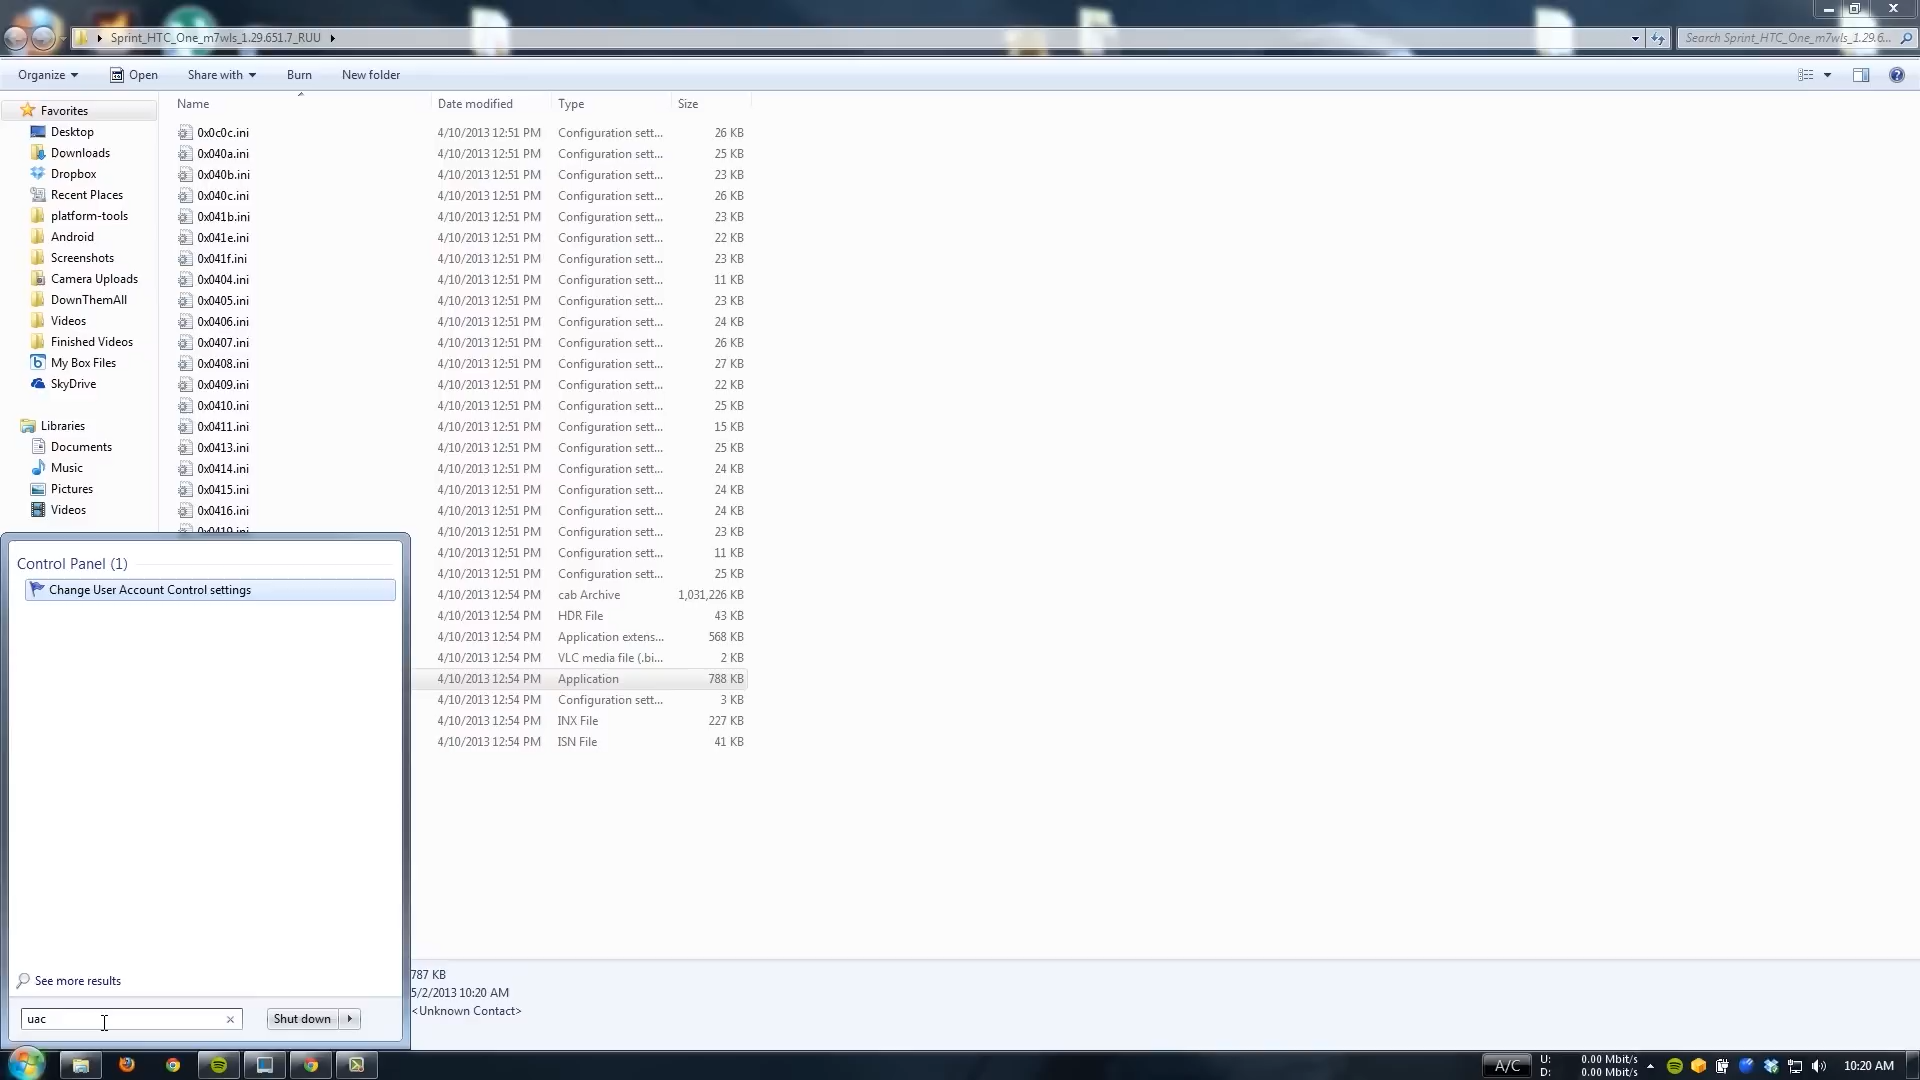 Sprint_HTC_One_m7wls_1.29.651.7_RUU
Search Sprint_HTC_One_m7wls_1.29.6...
Organize Open Share with Burn New folder
Name Date modified Type Size
Favorites
Desktop
Downloads
Dropbox
Recent Places
platform-tools
Android
Screenshots
Camera Uploads
DownThemAll
Videos
Finished Videos
My Box Files
SkyDrive
Libraries
Documents
Music
Pictures
Videos
0x0c0c.ini 4/10/2013 12:51 PM Configuration sett... 26 KB
0x040a.ini 4/10/2013 12:51 PM Configuration sett... 25 KB
0x040b.ini 4/10/2013 12:51 PM Configuration sett... 23 KB
0x040c.ini 4/10/2013 12:51 PM Configuration sett... 26 KB
0x041b.ini 4/10/2013 12:51 PM Configuration sett... 23 KB
0x041e.ini 4/10/2013 12:51 PM Configuration sett... 22 KB
0x041f.ini 4/10/2013 12:51 PM Configuration sett... 23 KB
0x0404.ini 4/10/2013 12:51 PM Configuration sett... 11 KB
0x0405.ini 4/10/2013 12:51 PM Configuration sett... 23 KB
0x0406.ini 4/10/2013 12:51 PM Configuration sett... 24 KB
0x0407.ini 4/10/2013 12:51 PM Configuration sett... 26 KB
0x0408.ini 4/10/2013 12:51 PM Configuration sett... 27 KB
0x0409.ini 4/10/2013 12:51 PM Configuration sett... 22 KB
0x0410.ini 4/10/2013 12:51 PM Configuration sett... 25 KB
0x0411.ini 4/10/2013 12:51 PM Configuration sett... 15 KB
0x0413.ini 4/10/2013 12:51 PM Configuration sett... 25 KB
0x0414.ini 4/10/2013 12:51 PM Configuration sett... 24 KB
0x0415.ini 4/10/2013 12:51 PM Configuration sett... 24 KB
0x0416.ini 4/10/2013 12:51 PM Configuration sett... 24 KB
4/10/2013 12:51 PM Configuration sett... 23 KB
4/10/2013 12:51 PM Configuration sett... 11 KB
4/10/2013 12:51 PM Configuration sett... 25 KB
4/10/2013 12:54 PM cab Archive 1,031,226 KB
4/10/2013 12:54 PM HDR File 43 KB
4/10/2013 12:54 PM Application extens... 568 KB
4/10/2013 12:54 PM VLC media file (.bi... 2 KB
4/10/2013 12:54 PM Application 788 KB
4/10/2013 12:54 PM Configuration sett... 3 KB
4/10/2013 12:54 PM INX File 227 KB
4/10/2013 12:54 PM ISN File 41 KB
Control Panel (1)
Change User Account Control settings
See more results
uac
Shut down
787 KB
5/2/2013 10:20 AM
<Unknown Contact>
A/C
U: 0.00 Mbit/s
D: 0.00 Mbit/s
10:20 AM